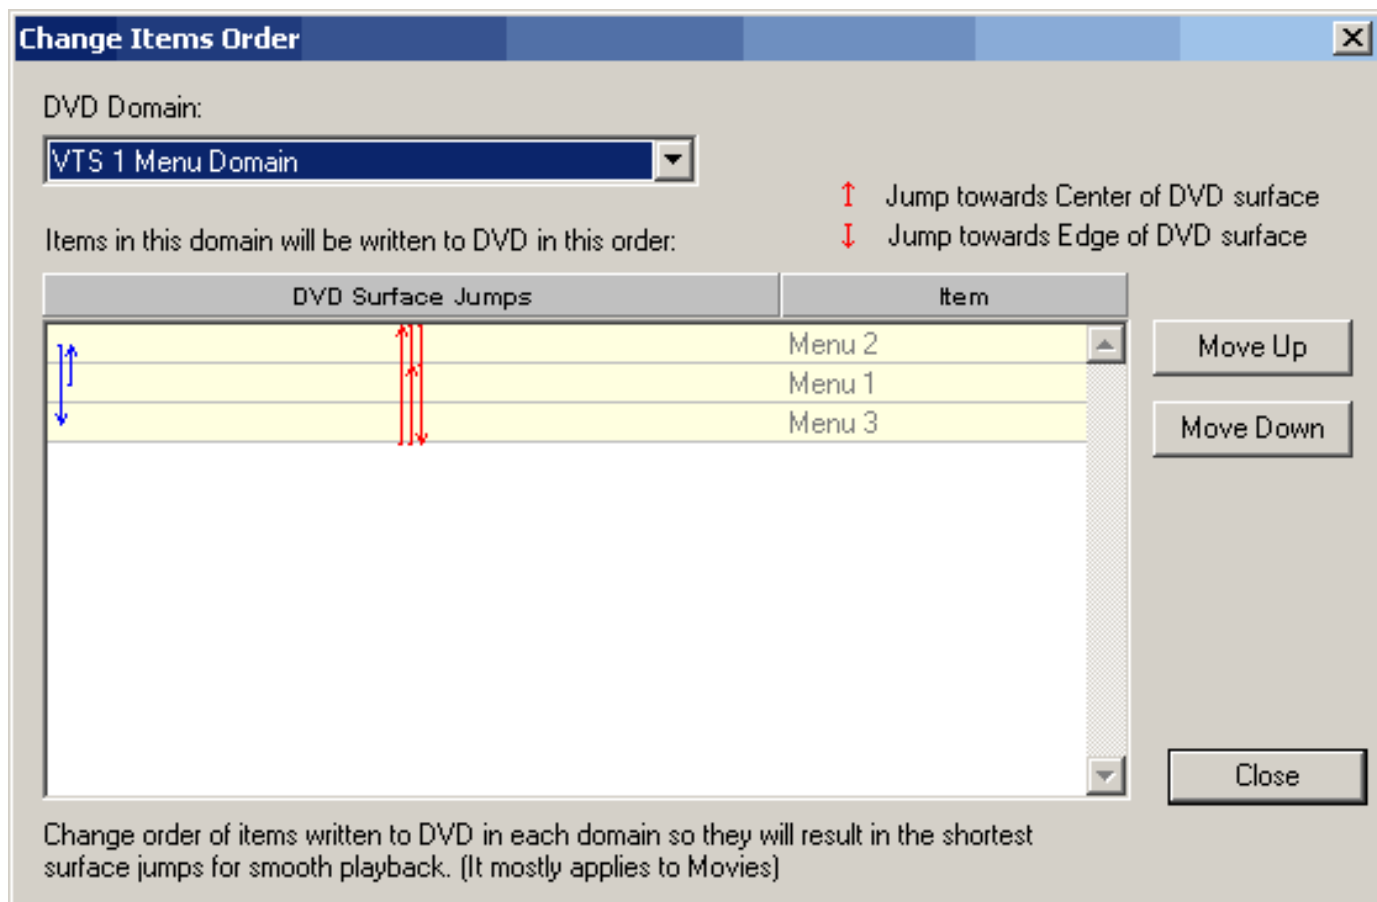 Change Items Order
DVD Domain:
VTS 1 Menu Domain
Jump towards Center of DVD surface
Jump towards Edge of DVD surface
Items in this domain will be written to DVD in this order:
DVD Surface Jumps Item
Menu 2
Menu 1
Menu 3
Move Up
Move Down
Close
Change order of items written to DVD in each domain so they will result in the shortest
surface jumps for smooth playback. (It mostly applies to Movies)